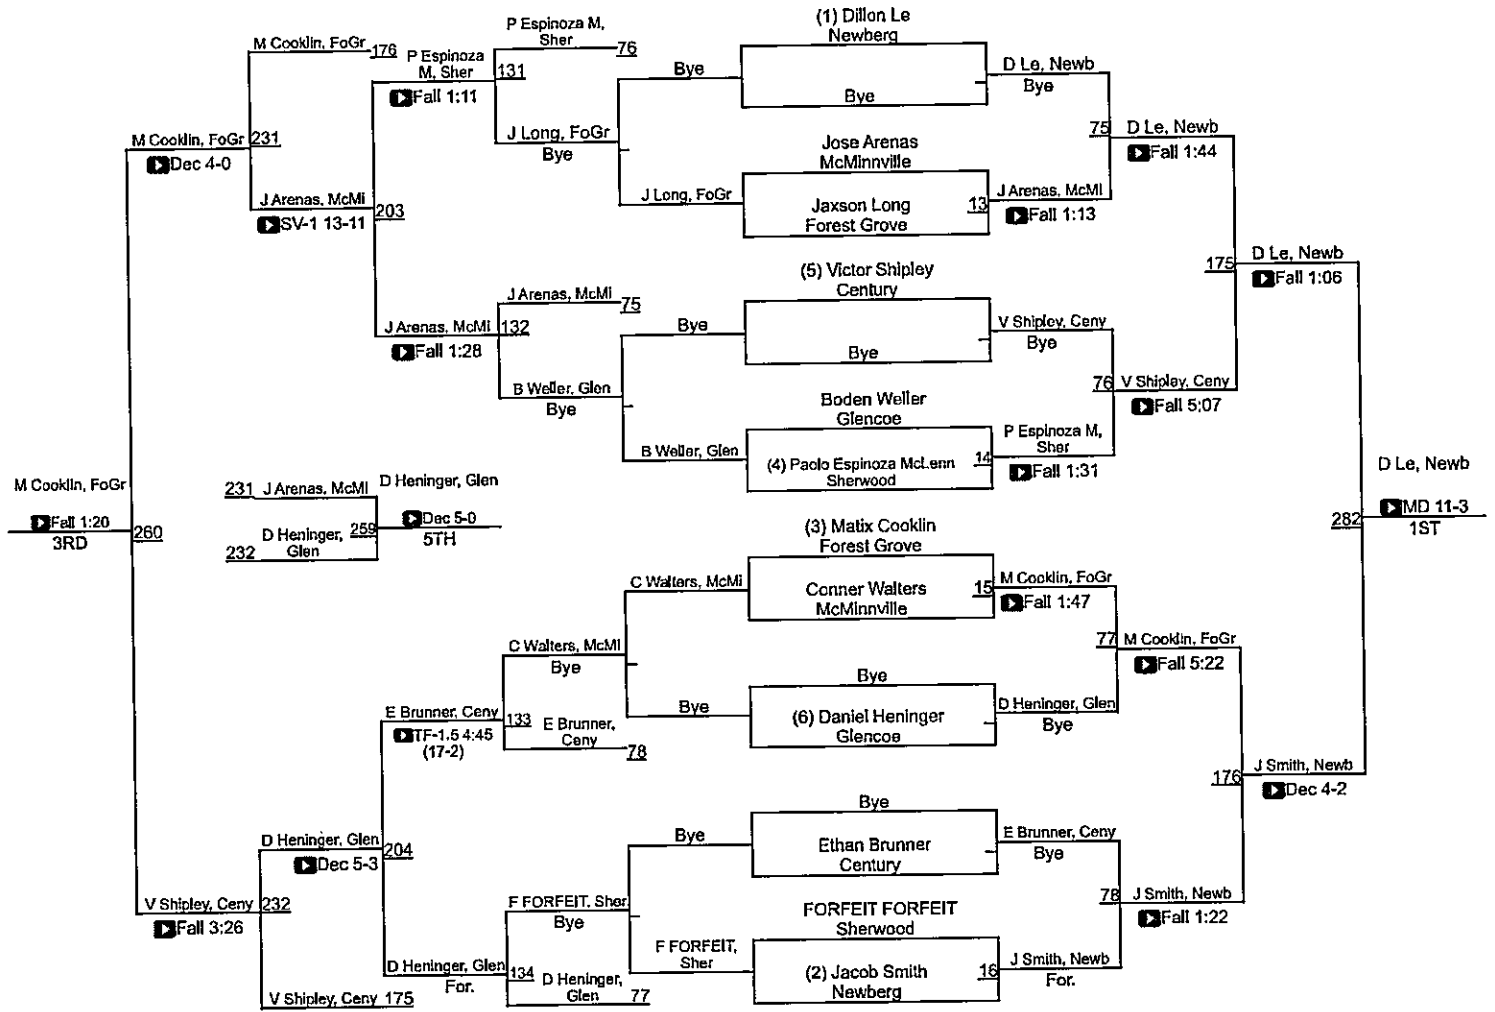 (1) Dillon Le
Newberg
P Espinoza M,
Sher
M Cooklin, FoGr
176
76
P Espinoza
M, Sher
131
Fall 1:11
Bye
D Le, Newb
Bye
Bye
J Long, FoGr
Bye
M Cooklin, FoGr
231
Dec 4-0
Jose Arenas
McMinnville
75
D Le, Newb
Fall 1:44
J Arenas, McMi
203
SV-1 13-11
J Long, FoGr
Jaxson Long
Forest Grove
13
J Arenas, McMI
Fall 1:13
(5) Victor Shipley
Century
175
D Le, Newb
Fall 1:06
J Arenas, McMi
75
J Arenas, McMi
132
Fall 1:28
Bye
Bye
V Shipley, Ceny
Bye
B Weller, Glen
Bye
76
V Shipley, Ceny
Fall 5:07
Boden Weller
Glencoe
B Weller, Glen
(4) Paolo Espinoza McLenn
Sherwood
14
P Espinoza M,
Sher
Fall 1:31
M Cooklin, FoGr
Fall 1:20
3RD
260
231
J Arenas, McMi
D Heninger, Glen
232
D Heninger,
Glen
259
Dec 5-0
5TH
D Le, Newb
282
MD 11-3
1ST
(3) Matix Cooklin
Forest Grove
C Walters, McMi
Conner Walters
McMinnville
15
M Cooklin, FoGr
Fall 1:47
C Walters, McMI
Bye
77
M Cooklin, FoGr
Fall 5:22
Bye
Bye
(6) Daniel Heninger
Glencoe
D Heninger, Glen
Bye
E Brunner, Ceny
133
TF-1.5 4:45
(17-2)
E Brunner,
Ceny
78
176
J Smith, Newb
Dec 4-2
Bye
Bye
Ethan Brunner
Century
E Brunner, Ceny
Bye
D Heninger, Glen
204
Dec 5-3
78
J Smith, Newb
Fall 1:22
V Shipley, Ceny
232
Fall 3:26
F FORFEIT, Sher
Bye
FORFEIT FORFEIT
Sherwood
F FORFEIT,
Sher
(2) Jacob Smith
Newberg
16
J Smith, Newb
For.
D Heninger, Glen
134
For.
D Heninger,
Glen
77
V Shipley, Ceny
175